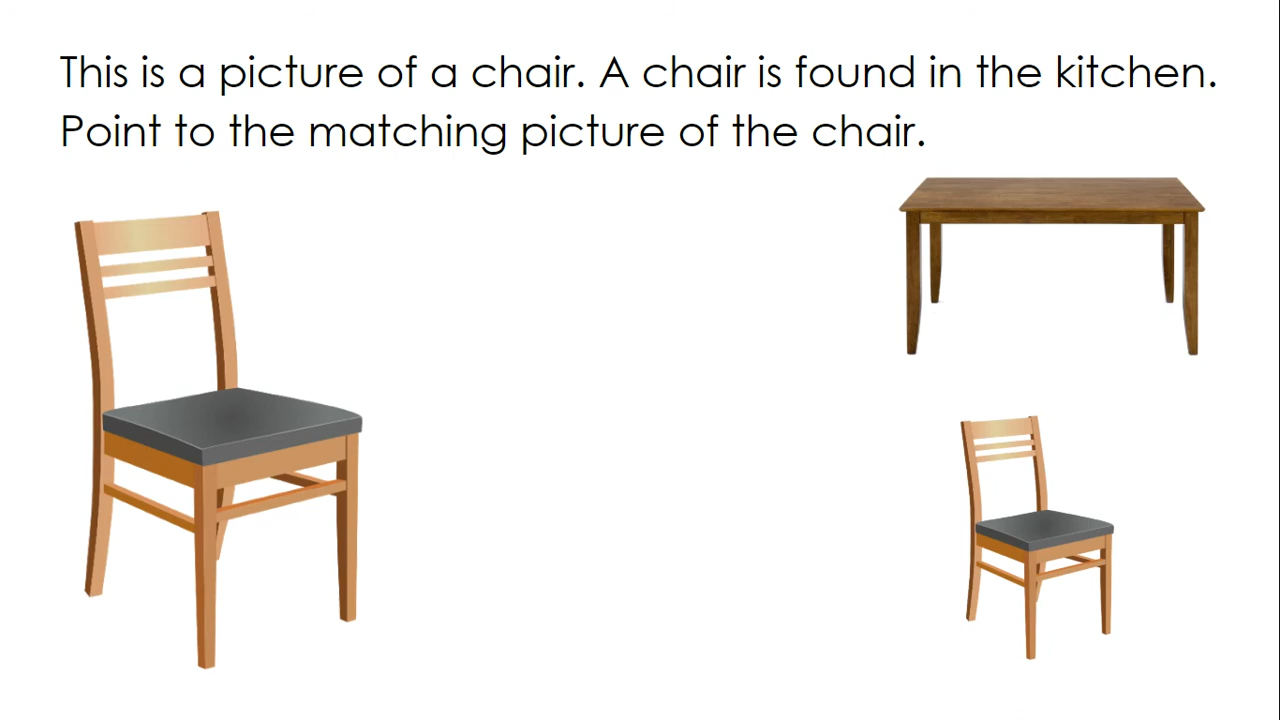 This is a picture of a chair. A chair is found in the kitchen.
Point to the matching picture of the chair.